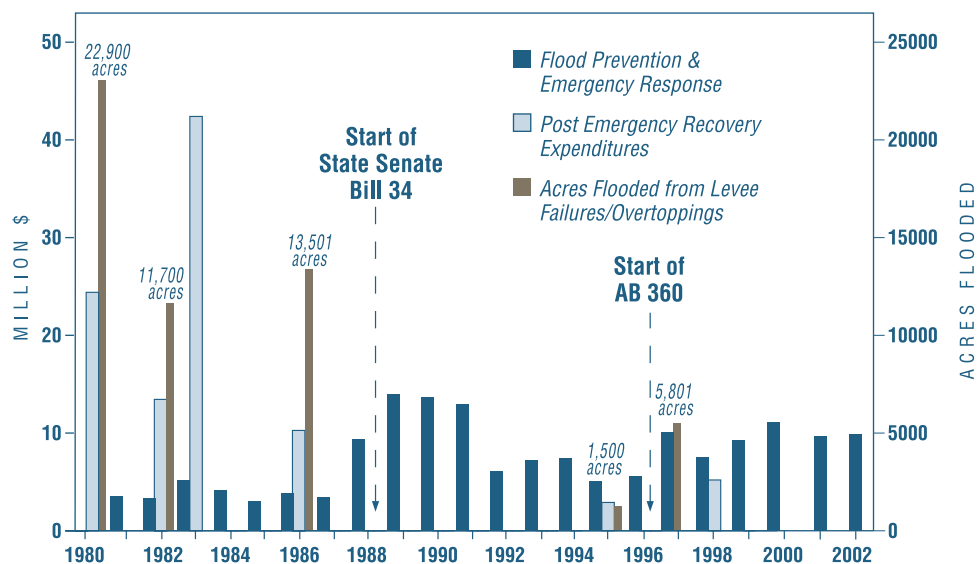 50
40
30
20
10
0
MILLION $
25000
20000
15000
10000
5000
0
ACRES FLOODED
22,900
acres
11,700
acres
13,501
acres
Start of
State Senate
Bill 34
Flood Prevention &
Emergency Response
Post Emergency Recovery
Expenditures
Acres Flooded from Levee
Failures/Overtoppings
Start of
AB 360
1,500
acres
5,801
acres
1980 1982 1984 1986 1988 1990 1992 1994 1996 1998 2000 2002